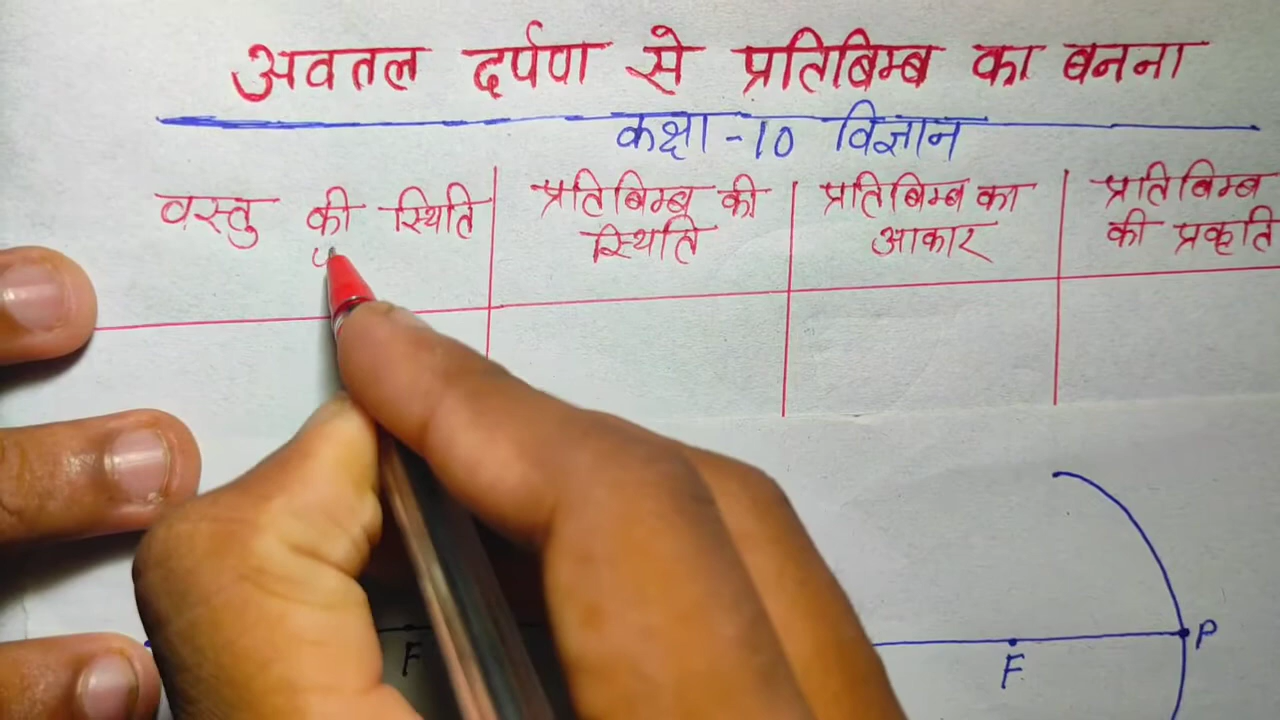 अवतल दर्पण से प्रतिबिम्ब का बनना
कक्षा -10 विज्ञान
वस्तु की स्थिति
प्रतिबिम्ब की
स्थिति
प्रतिबिम्ब का
आकार
प्रतिबिम्ब
की प्रकृति
F
F
P